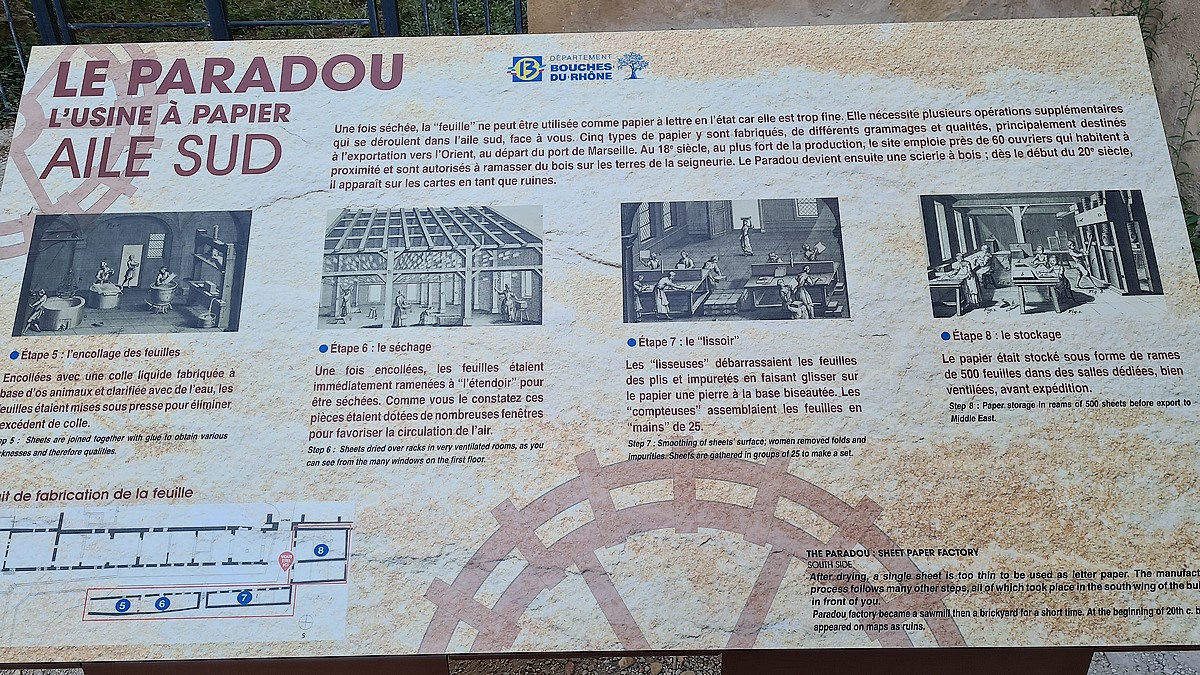 LE PARADOU
L'USINE À PAPIER
AILE SUD
DÉPARTEMENT
BOUCHES
DU·RHÔNE
13
Une fois séchée, la "feuille" ne peut être utilisée comme papier à lettre en l'état car elle est trop fine. Elle nécessite plusieurs opérations supplémentaires
qui se déroulent dans l'aile sud, face à vous. Cinq types de papier y sont fabriqués, de différents grammages et qualités, principalement destinés
à l'exportation vers l'Orient, au départ du port de Marseille. Au 18e siècle, au plus fort de la production, le site emploie près de 60 ouvriers qui habitent à
proximité et sont autorisés à ramasser du bois sur les terres de la seigneurie. Le Paradou devient ensuite une scierie à bois ; dès le début du 20e siècle,
il apparaît sur les cartes en tant que ruines.
Étape 5 : l'encollage des feuilles
Encollées avec une colle liquide fabriquée à
base d'os animaux et clarifiée avec de l'eau, les
feuilles étaient mises sous presse pour éliminer
excédent de colle.
5 : Sheets are joined together with glue to obtain various
knesses and therefore qualities.
Étape 6 : le séchage
Une fois encollées, les feuilles étaient
immédiatement ramenées à "l'étendoir" pour
être séchées. Comme vous le constatez ces
pièces étaient dotées de nombreuses fenêtres
pour favoriser la circulation de l'air.
Step 6 : Sheets dried over racks in very ventilated rooms, as you
can see from the many windows on the first floor.
Étape 7 : le "lissoir"
Les "lisseuses" débarrassaient les feuilles
des plis et impuretés en faisant glisser sur
le papier une pierre à la base biseautée. Les
"compteuses" assemblaient les feuilles en
"mains" de 25.
Step 7 : Smoothing of sheets' surface; women removed folds and
impurities. Sheets are gathered in groups of 25 to make a set.
Étape 8 : le stockage
Le papier était stocké sous forme de rames
de 500 feuilles dans des salles dédiées, bien
ventilées, avant expédition.
Step 8 : Paper storage in reams of 500 sheets before export to
Middle East.
it de fabrication de la feuille
8
5
6
7
S
THE PARADOU : SHEET PAPER FACTORY
SOUTH SIDE
After drying, a single sheet is too thin to be used as letter paper. The manufact
process follows many other steps, all of which took place in the south wing of the bu
in front of you.
Paradou factory became a sawmill then a brickyard for a short time. At the beginning of 20th c.
appeared on maps as ruins.